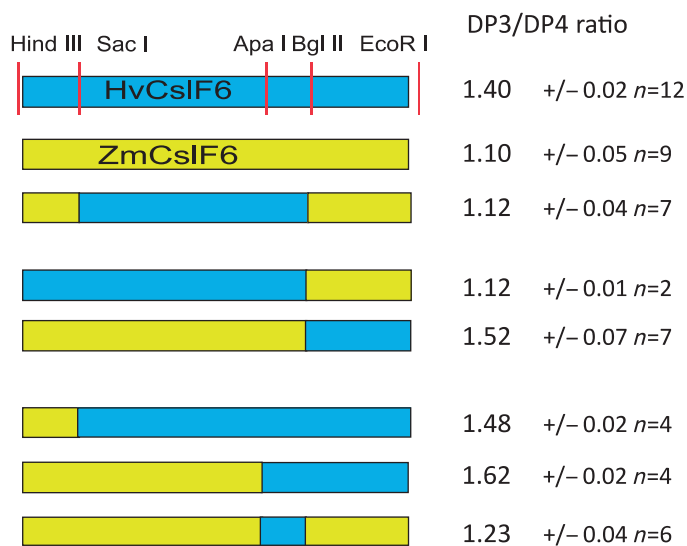 DP3/DP4 ratio
Hind III Sac I Apa I Bgl II EcoR I
HvCslF6 1.40 +/− 0.02 n=12
ZmCslF6 1.10 +/− 0.05 n=9
1.12 +/− 0.04 n=7
1.12 +/− 0.01 n=2
1.52 +/− 0.07 n=7
1.48 +/− 0.02 n=4
1.62 +/− 0.02 n=4
1.23 +/− 0.04 n=6